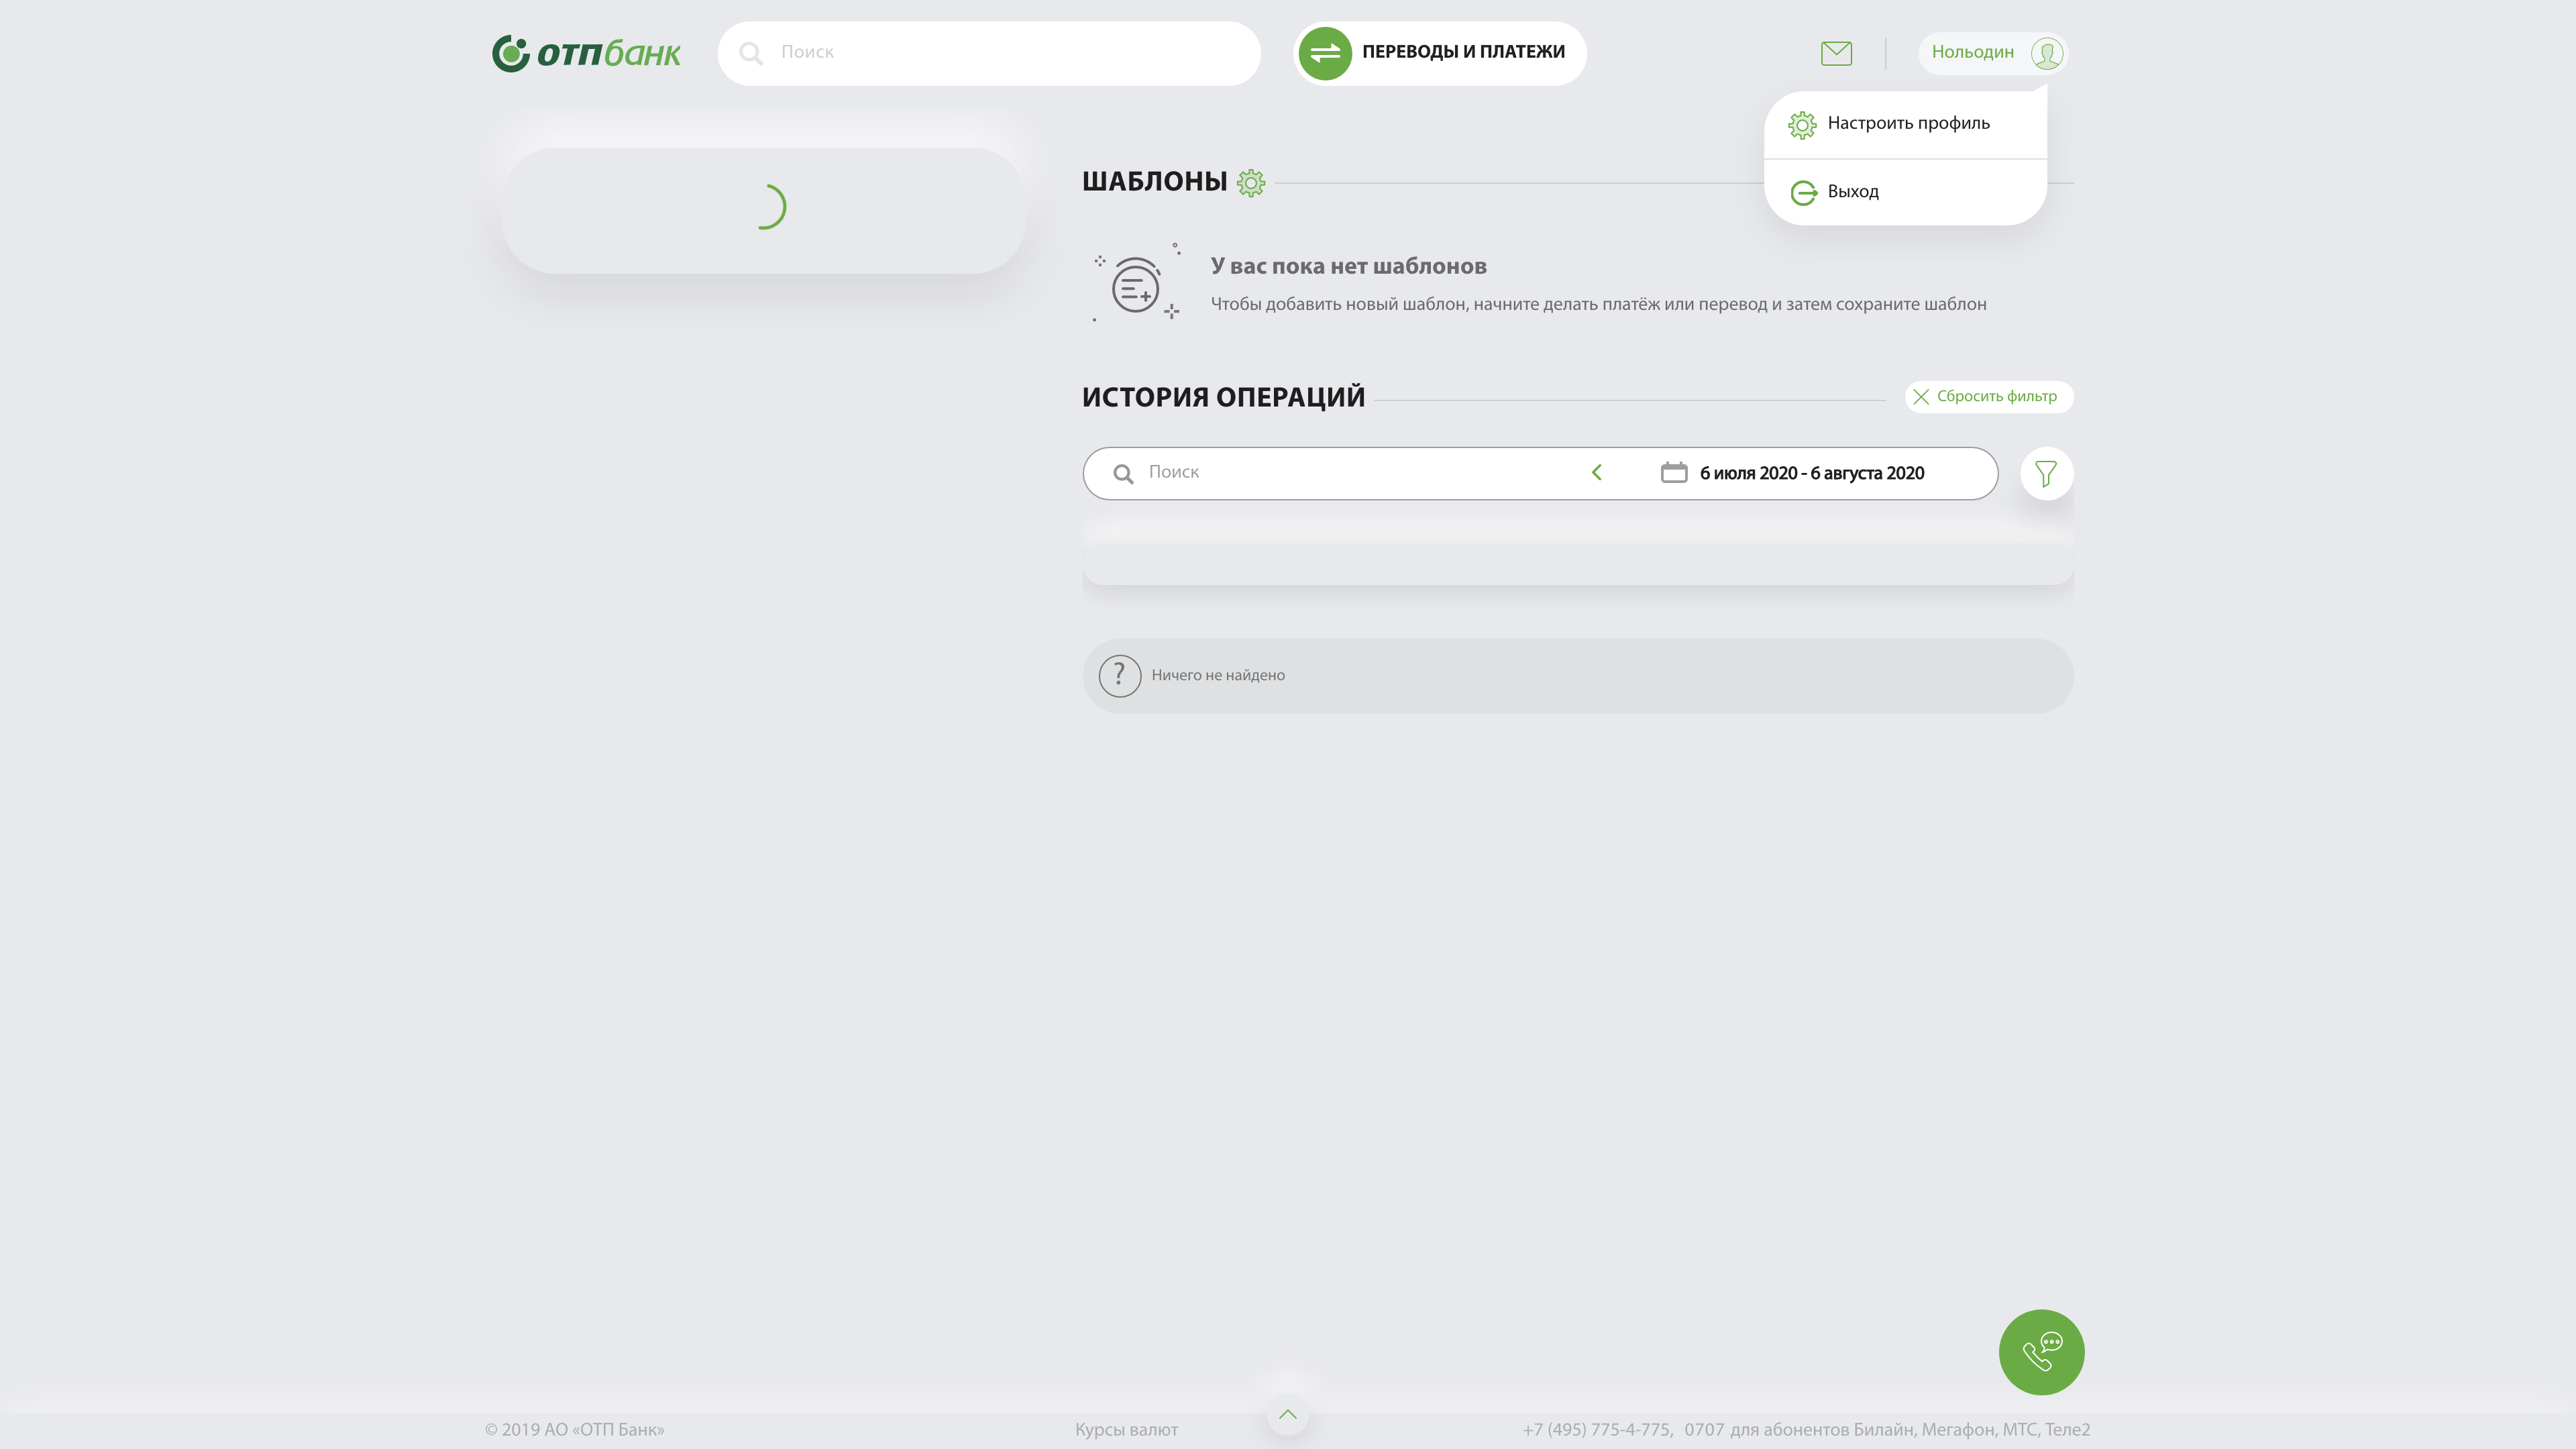 отпбанк
Поиск
ПЕРЕВОДЫ И ПЛАТЕЖИ
Нольодин
Настроить профиль
Выход
ШАБЛОНЫ
У вас пока нет шаблонов
Чтобы добавить новый шаблон, начните делать платёж или перевод и затем сохраните шаблон
ИСТОРИЯ ОПЕРАЦИЙ
Сбросить фильтр
Поиск
6 июля 2020 - 6 августа 2020
?
Ничего не найдено
© 2019 АО «ОТП Банк»
Курсы валют
+7 (495) 775-4-775, 0707 для абонентов Билайн, Мегафон, МТС, Теле2